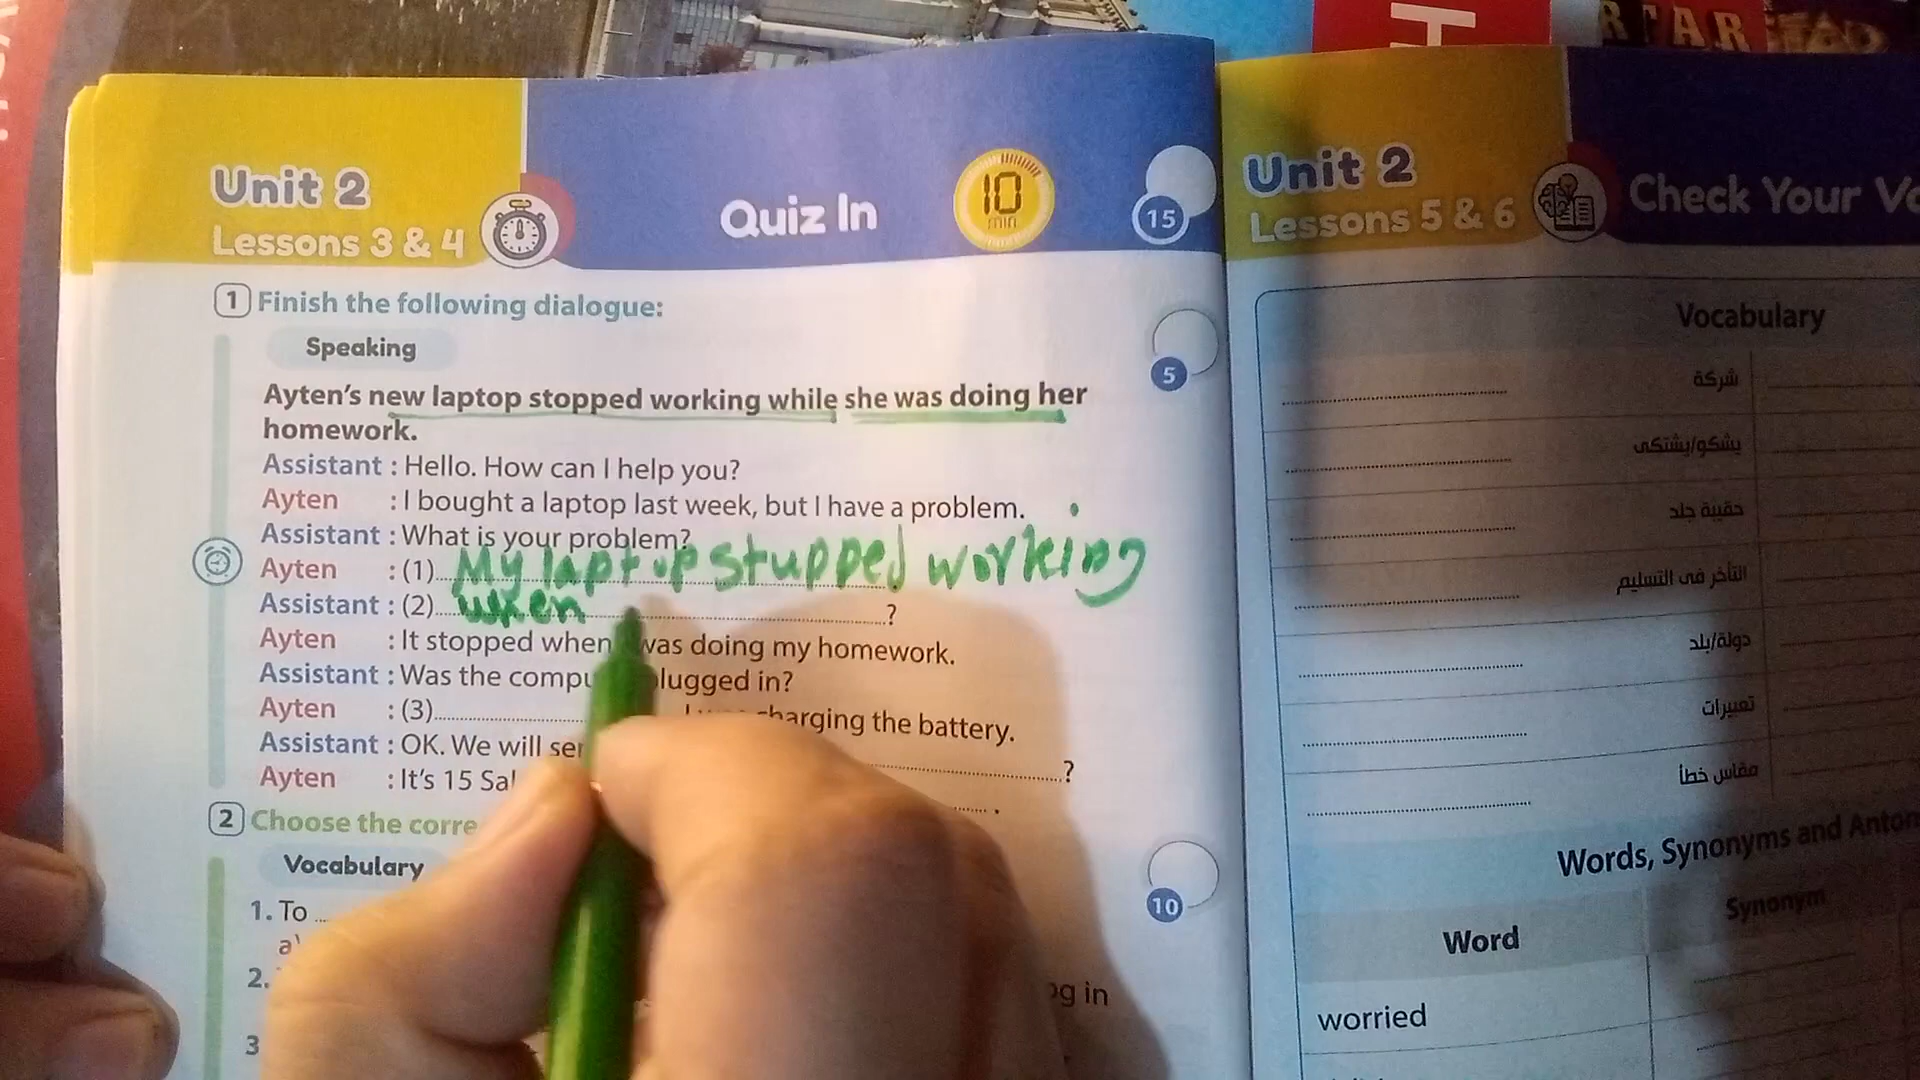 H
RTAR
Unit 2
Lessons 3 & 4
Quiz In
10
min
15
1 Finish the following dialogue:
Speaking
5
Ayten's new laptop stopped working while she was doing her
homework.
Assistant : Hello. How can I help you?
Ayten : I bought a laptop last week, but I have a problem.
Assistant : What is your problem?
Ayten : (1) My laptop stupped working
Assistant : (2) when ?
Ayten : It stopped when was doing my homework.
Assistant : Was the compu lugged in?
Ayten : (3) charging the battery.
Assistant : OK. We will ser ?
Ayten : It's 15 Sal .
2 Choose the corre
Vocabulary
10
1. To
a
2. og in
3
Unit 2
Lessons 5 & 6
Check Your Vo
Vocabulary
شركة
يشكو/يشتكى
حقيبة جلد
التأخر فى التسليم
دولة/بلد
تعبيرات
مقاس خطأ
Words, Synonyms and Anton
Word
Synonym
worried